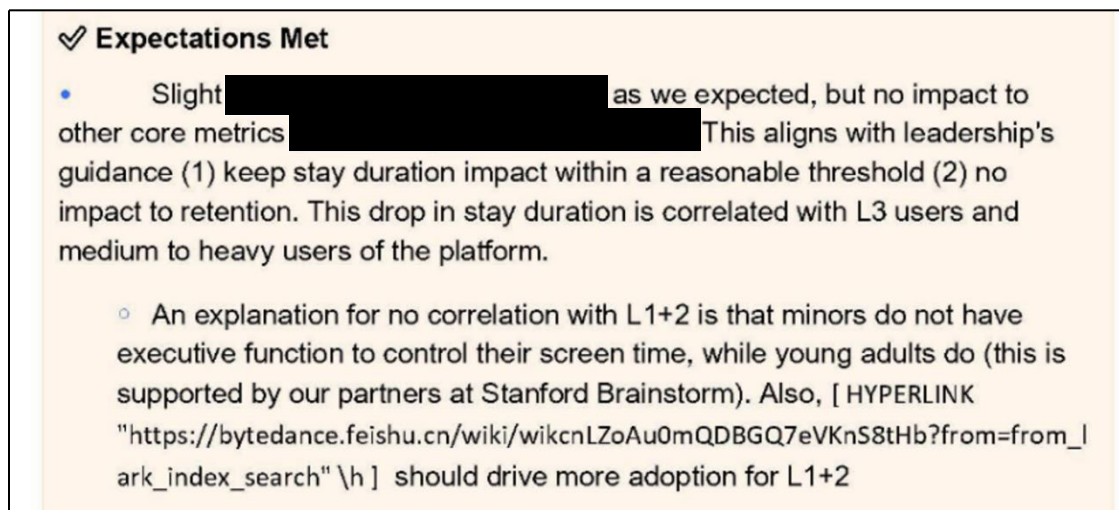 Expectations Met
• Slight as we expected, but no impact to
other core metrics This aligns with leadership's
guidance (1) keep stay duration impact within a reasonable threshold (2) no
impact to retention. This drop in stay duration is correlated with L3 users and
medium to heavy users of the platform.
○ An explanation for no correlation with L1+2 is that minors do not have
executive function to control their screen time, while young adults do (this is
supported by our partners at Stanford Brainstorm). Also, [ HYPERLINK
"https://bytedance.feishu.cn/wiki/wikcnLZoAu0mQDBGQ7eVKnS8tHb?from=from_l
ark_index_search" \h ] should drive more adoption for L1+2